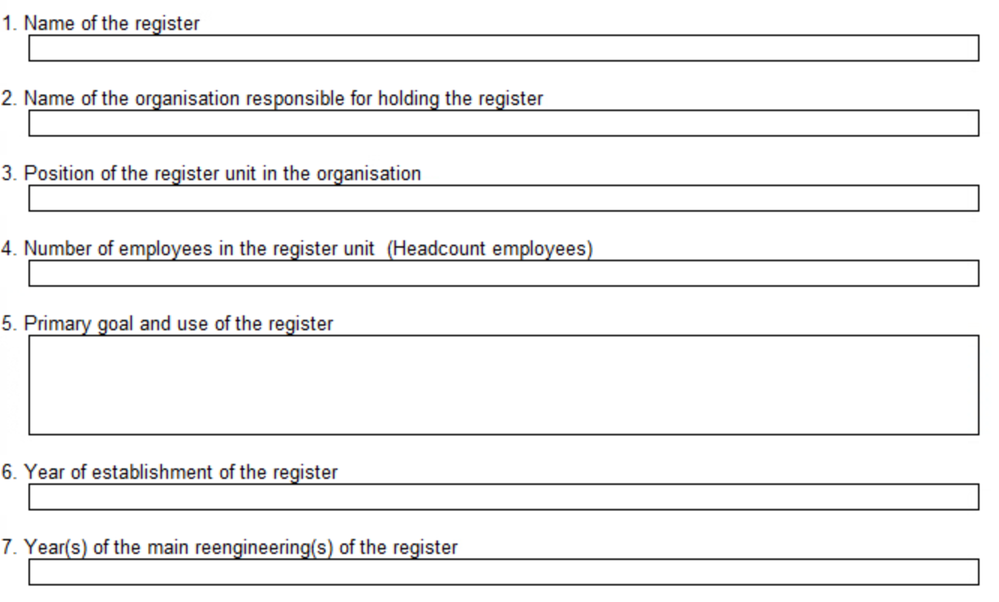 1. Name of the register
2. Name of the organisation responsible for holding the register
3. Position of the register unit in the organisation
4. Number of employees in the register unit  (Headcount employees)
5. Primary goal and use of the register
6. Year of establishment of the register
7. Year(s) of the main reengineering(s) of the register